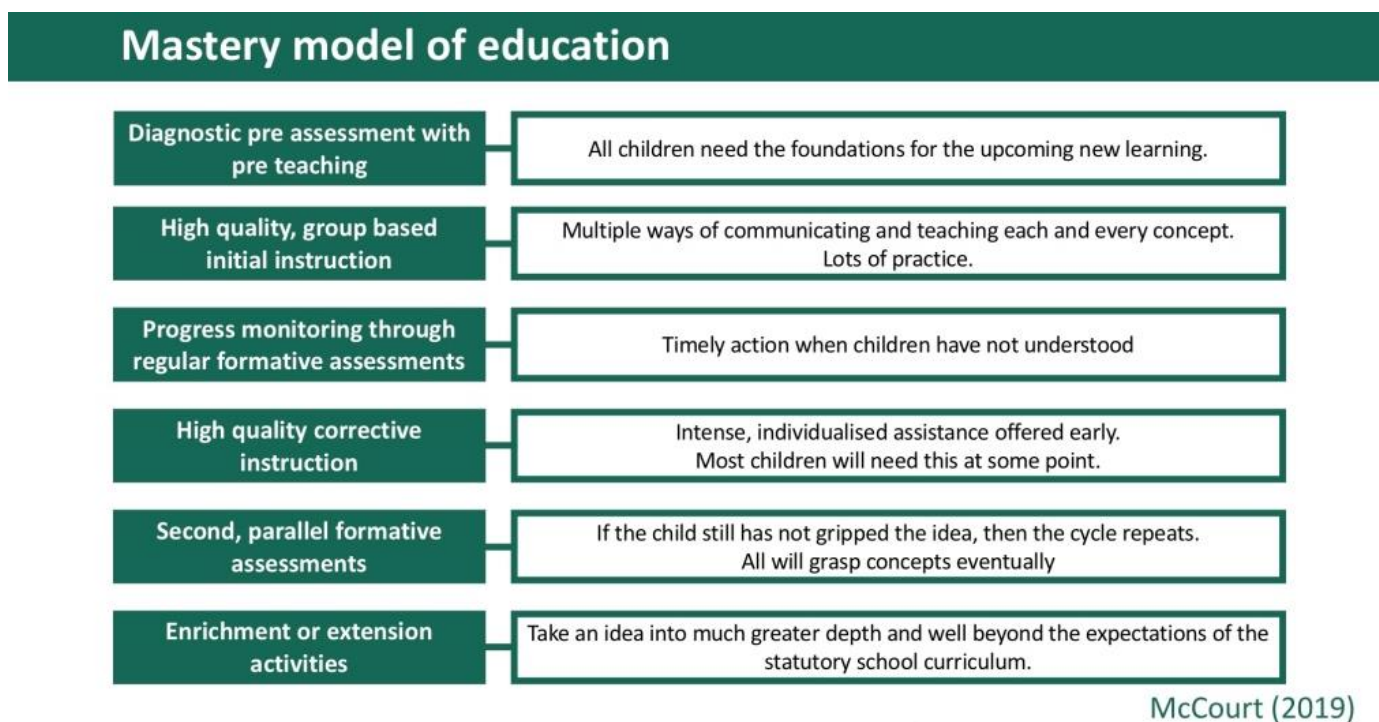 Mastery model of education
Diagnostic pre assessment with
pre teaching
All children need the foundations for the upcoming new learning.
High quality, group based
initial instruction
Multiple ways of communicating and teaching each and every concept.
Lots of practice.
Progress monitoring through
regular formative assessments
Timely action when children have not understood
High quality corrective
instruction
Intense, individualised assistance offered early.
Most children will need this at some point.
Second, parallel formative
assessments
If the child still has not gripped the idea, then the cycle repeats.
All will grasp concepts eventually
Enrichment or extension
activities
Take an idea into much greater depth and well beyond the expectations of the
statutory school curriculum.
McCourt (2019)